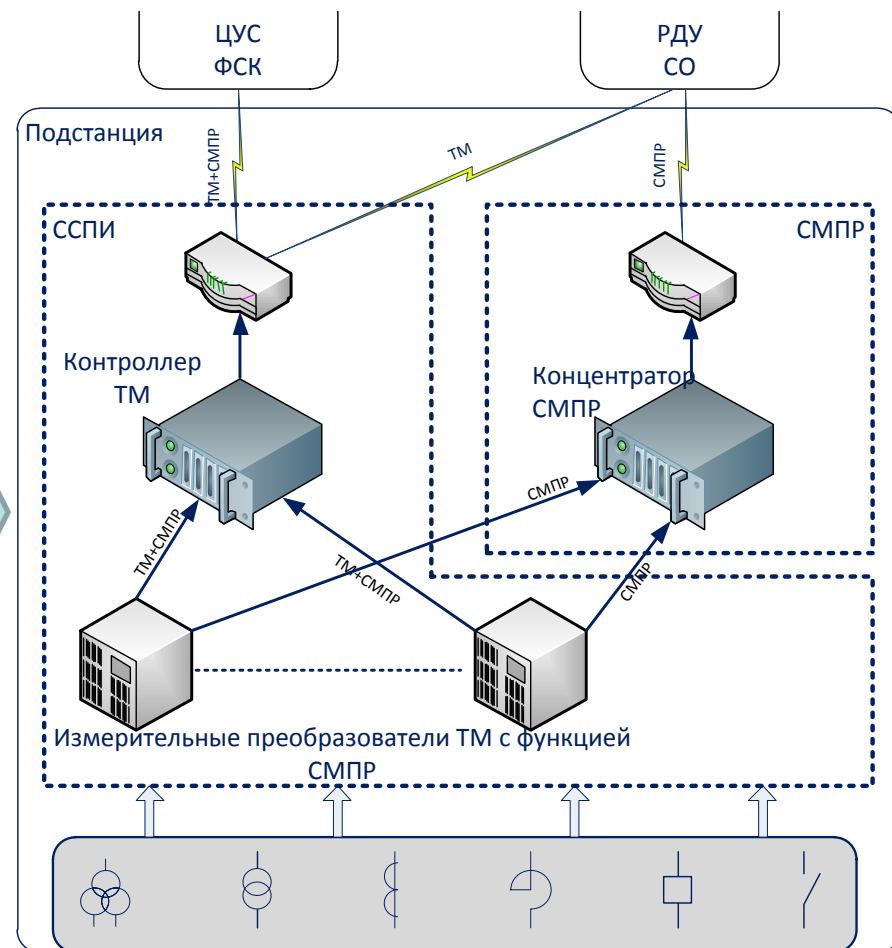 ЦУС
ФСК
РДУ
СО
Подстанция
ТМ+СМПР
ТМ
СМПР
ССПИ
СМПР
Контроллер
ТМ
Концентратор
СМПР
СМПР
ТМ+СМПР
ТМ+СМПР
СМПР
Измерительные преобразователи ТМ с функцией
СМПР